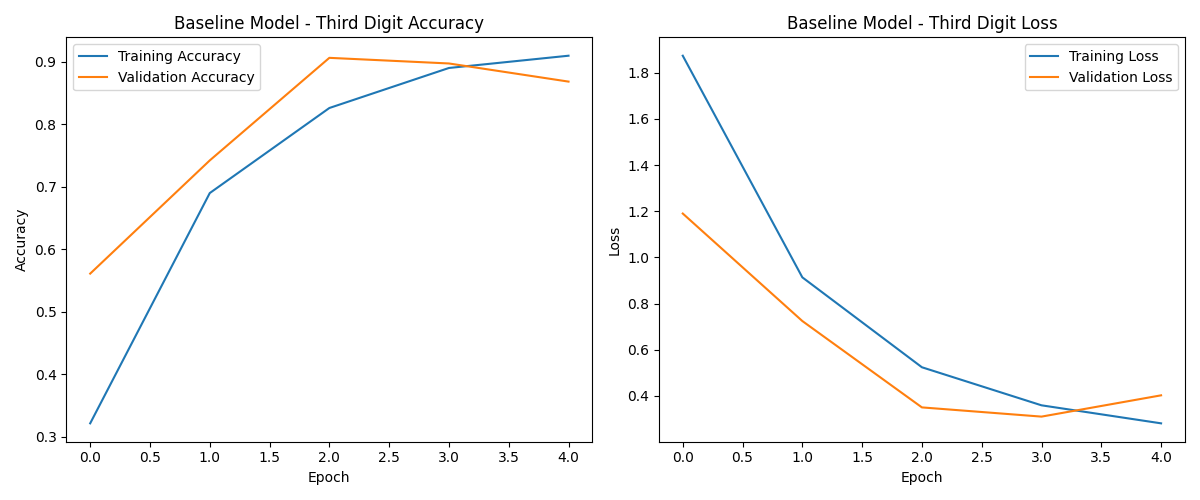 Baseline Model - Third Digit Accuracy
Training Accuracy
Validation Accuracy
0.9
0.8
0.7
0.6
0.5
0.4
0.3
Accuracy
0.0 0.5 1.0 1.5 2.0 2.5 3.0 3.5 4.0
Epoch
Baseline Model - Third Digit Loss
Training Loss
Validation Loss
1.8
1.6
1.4
1.2
1.0
0.8
0.6
0.4
Loss
0.0 0.5 1.0 1.5 2.0 2.5 3.0 3.5 4.0
Epoch